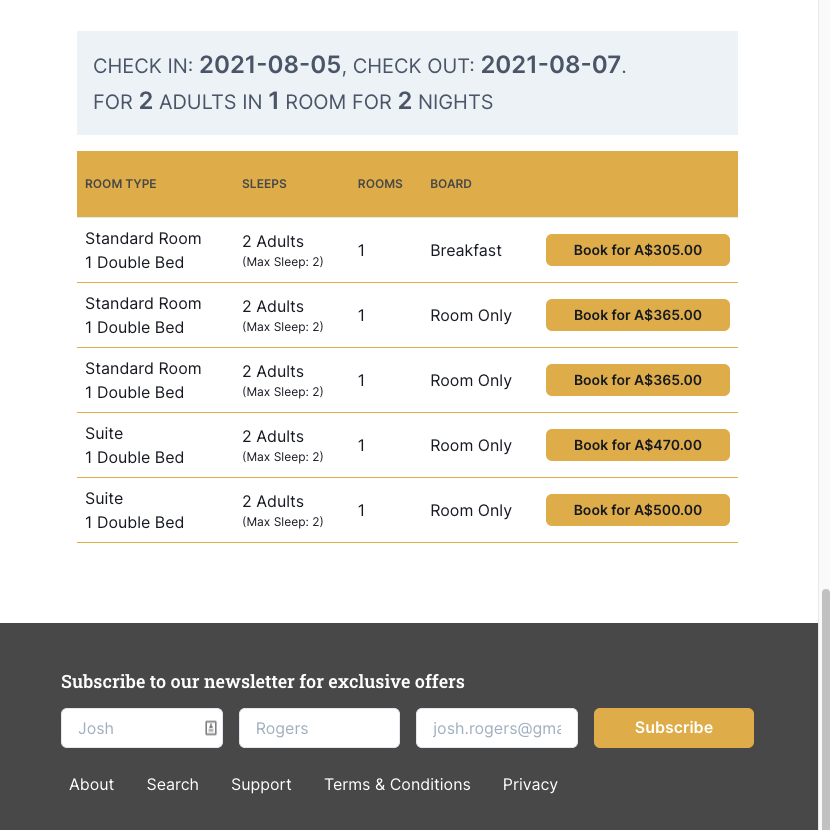 CHECK IN: 2021-08-05, CHECK OUT: 2021-08-07.
FOR 2 ADULTS IN 1 ROOM FOR 2 NIGHTS
ROOM TYPE SLEEPS ROOMS BOARD
Standard Room
1 Double Bed
2 Adults
(Max Sleep: 2)
1
Breakfast
Book for A$305.00
Standard Room
1 Double Bed
2 Adults
(Max Sleep: 2)
1
Room Only
Book for A$365.00
Standard Room
1 Double Bed
2 Adults
(Max Sleep: 2)
1
Room Only
Book for A$365.00
Suite
1 Double Bed
2 Adults
(Max Sleep: 2)
1
Room Only
Book for A$470.00
Suite
1 Double Bed
2 Adults
(Max Sleep: 2)
1
Room Only
Book for A$500.00
Subscribe to our newsletter for exclusive offers
Josh Rogers josh.rogers@gma Subscribe
About Search Support Terms & Conditions Privacy